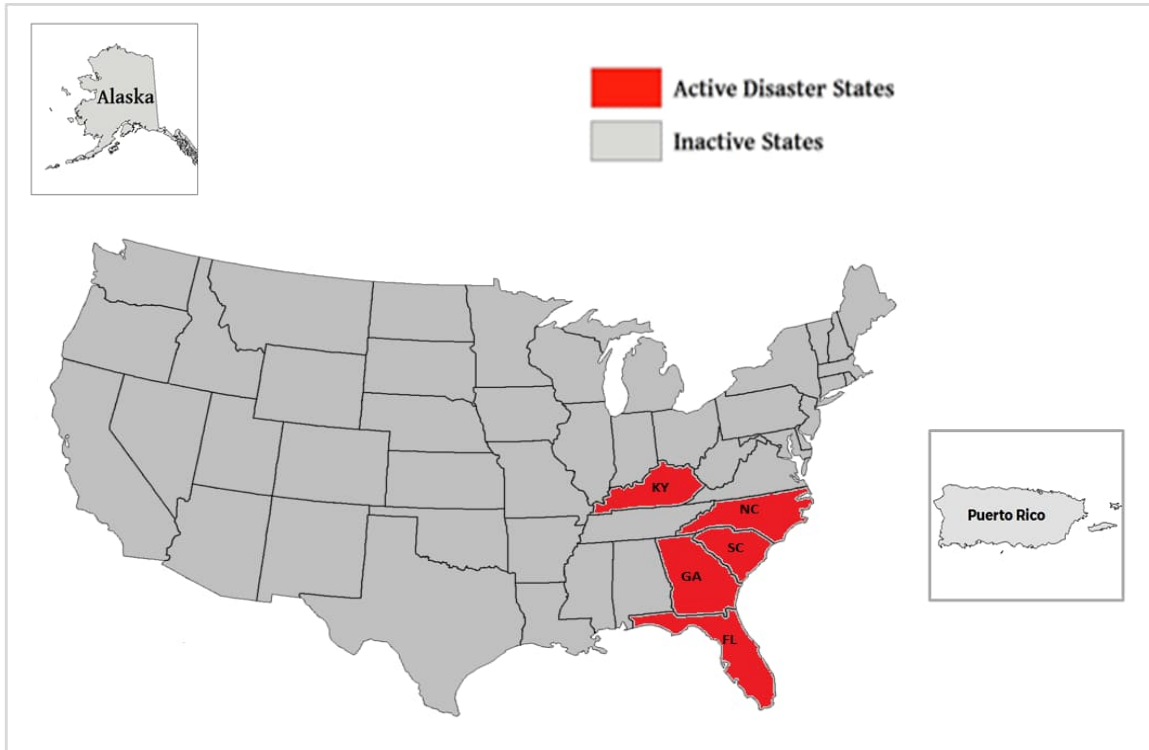 Alaska
Active Disaster States
Inactive States
KY
NC
SC
GA
FL
Puerto Rico